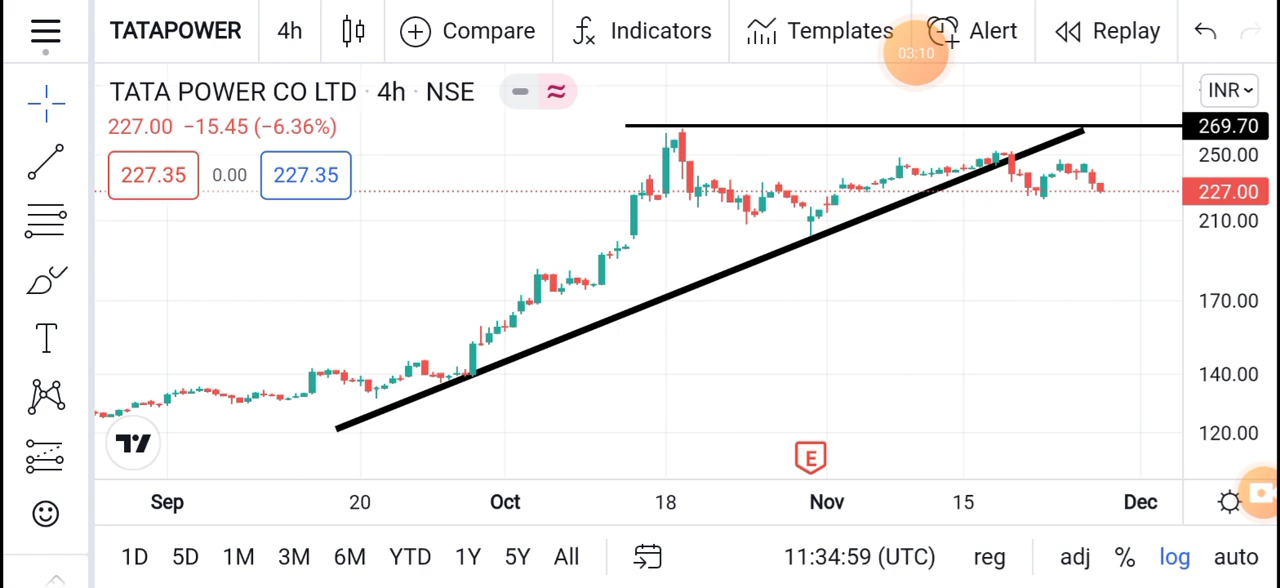 TATAPOWER 4h Compare Indicators Templates Alert Replay
03:10
TATA POWER CO LTD · 4h · NSE
INR
227.00 −15.45 (−6.36%)
227.35 0.00 227.35
269.70
250.00
227.00
210.00
170.00
140.00
120.00
E
Sep 20 Oct 18 Nov 15 Dec
1D 5D 1M 3M 6M YTD 1Y 5Y All 11:34:59 (UTC) reg adj % log auto